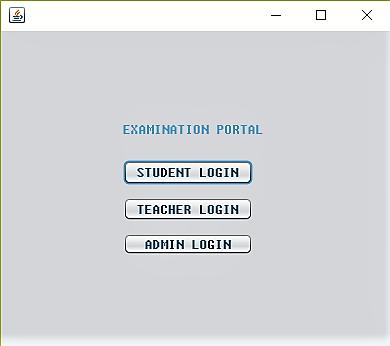 EXAMINATION PORTAL
STUDENT LOGIN
TEACHER LOGIN
ADMIN LOGIN